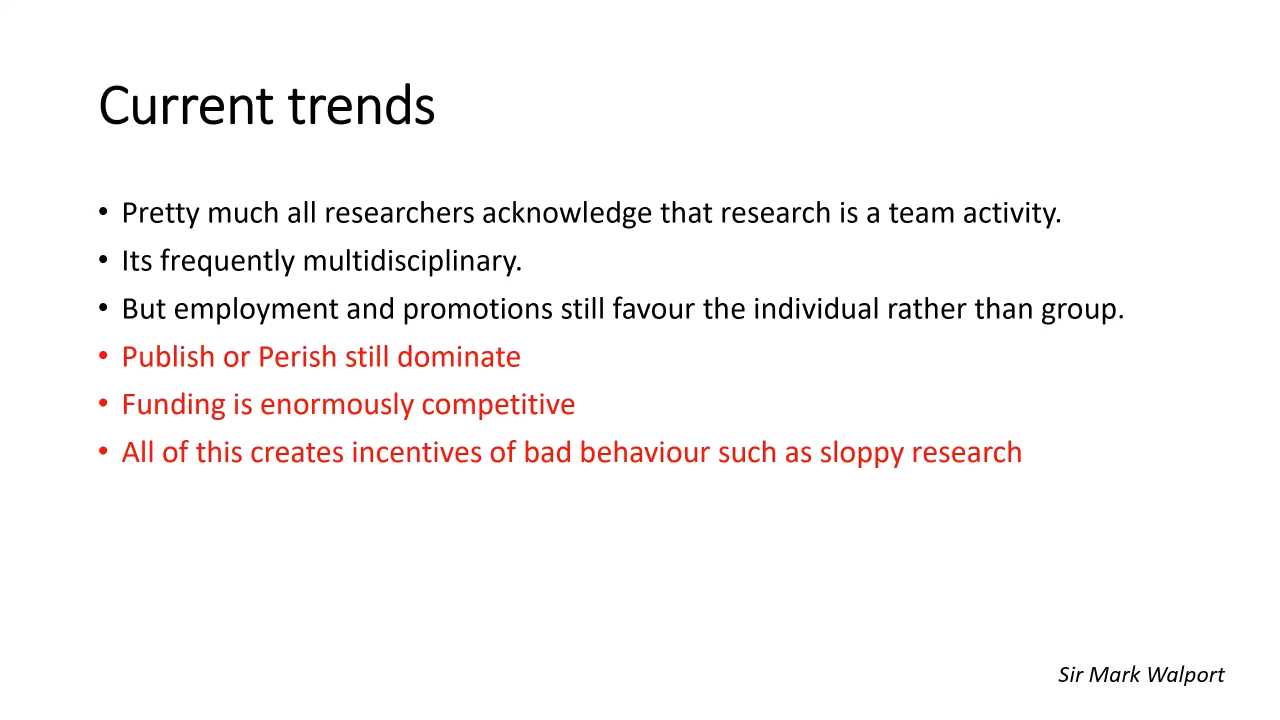 Current trends
• Pretty much all researchers acknowledge that research is a team activity.
• Its frequently multidisciplinary.
• But employment and promotions still favour the individual rather than group.
• Publish or Perish still dominate
• Funding is enormously competitive
• All of this creates incentives of bad behaviour such as sloppy research
Sir Mark Walport